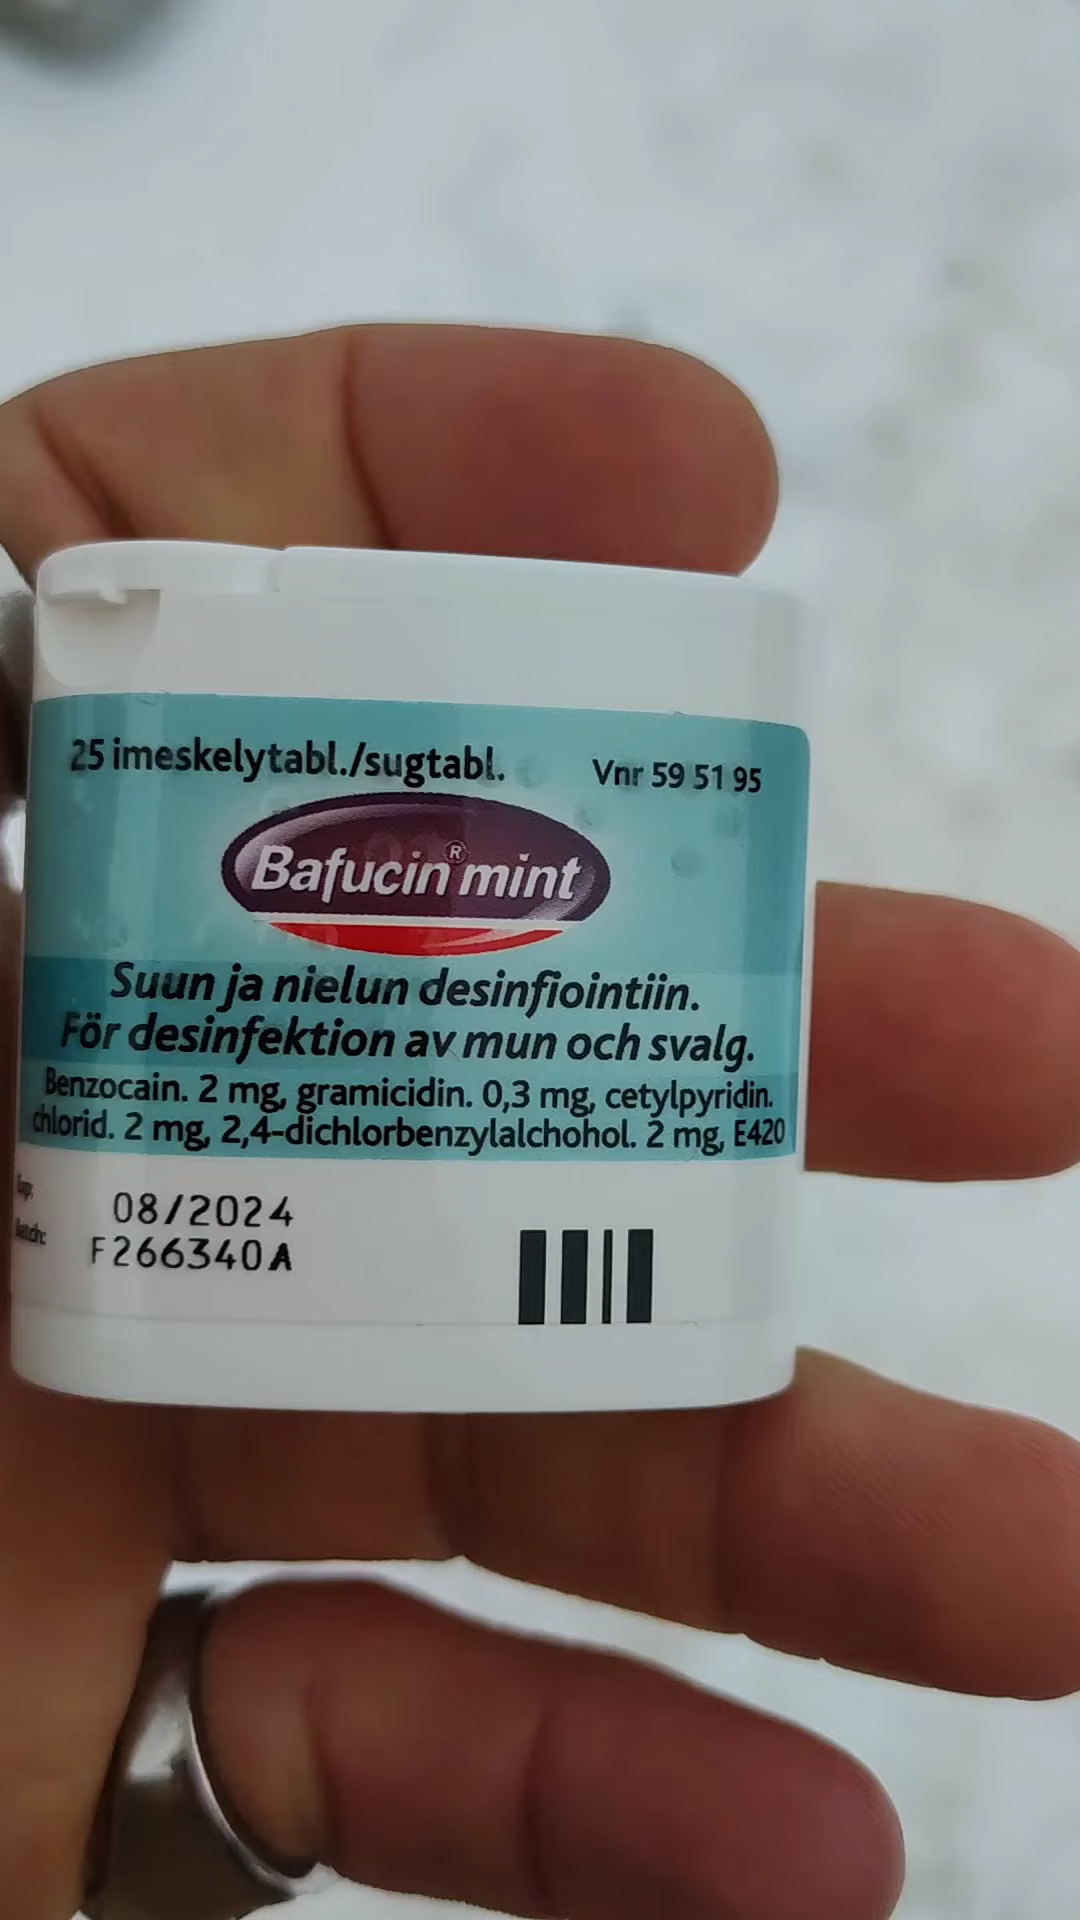 25 imeskelytabl./sugtabl. Vnr 59 51 95
Bafucin® mint
Suun ja nielun desinfiointiin.
För desinfektion av mun och svalg.
Benzocain. 2 mg, gramicidin. 0,3 mg, cetylpyridin.
chlorid. 2 mg, 2,4-dichlorbenzylalchohol. 2 mg, E420
Exp. 08/2024
Batch: F266340A